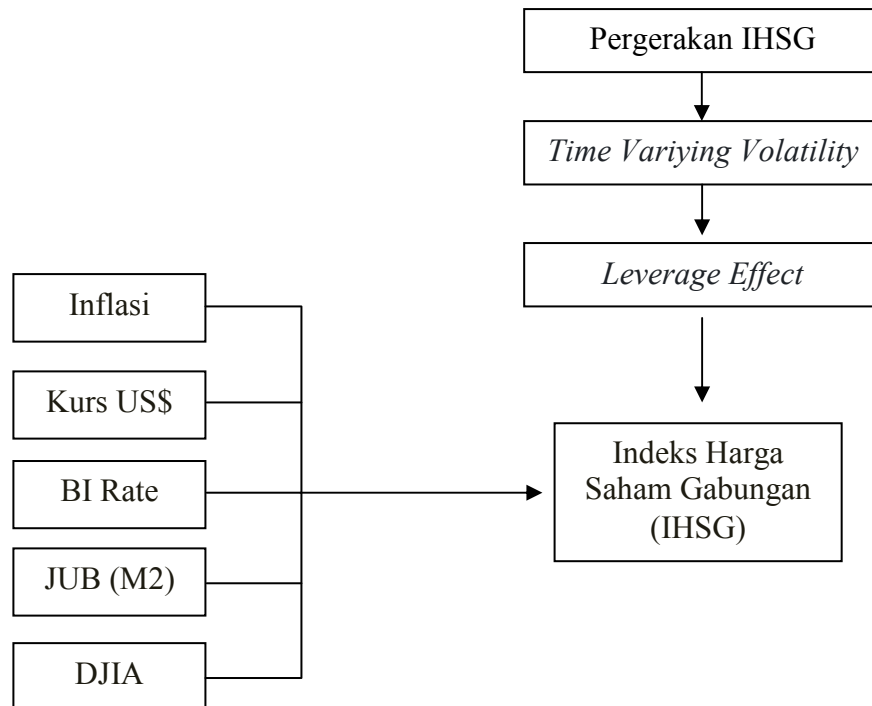 Pergerakan IHSG
Time Variying Volatility
Leverage Effect
Inflasi
Kurs US$
BI Rate
JUB (M2)
DJIA
Indeks Harga
Saham Gabungan
(IHSG)